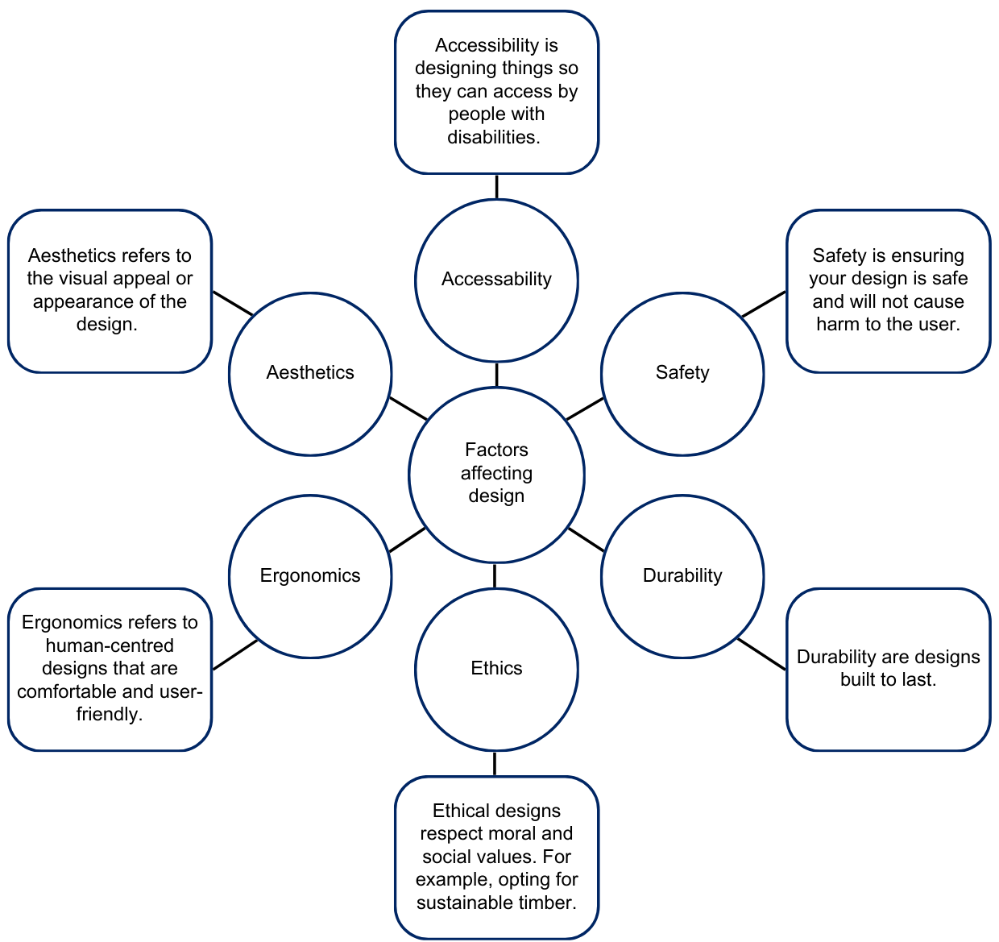 Accessibility is
designing things so
they can access by
people with
disabilities.
Accessability
Aesthetics refers to
the visual appeal or
appearance of the
design.
Aesthetics
Safety is ensuring
your design is safe
and will not cause
harm to the user.
Safety
Factors
affecting
design
Ergonomics
Ergonomics refers to
human-centred
designs that are
comfortable and user-
friendly.
Durability
Durability are designs
built to last.
Ethics
Ethical designs
respect moral and
social values. For
example, opting for
sustainable timber.